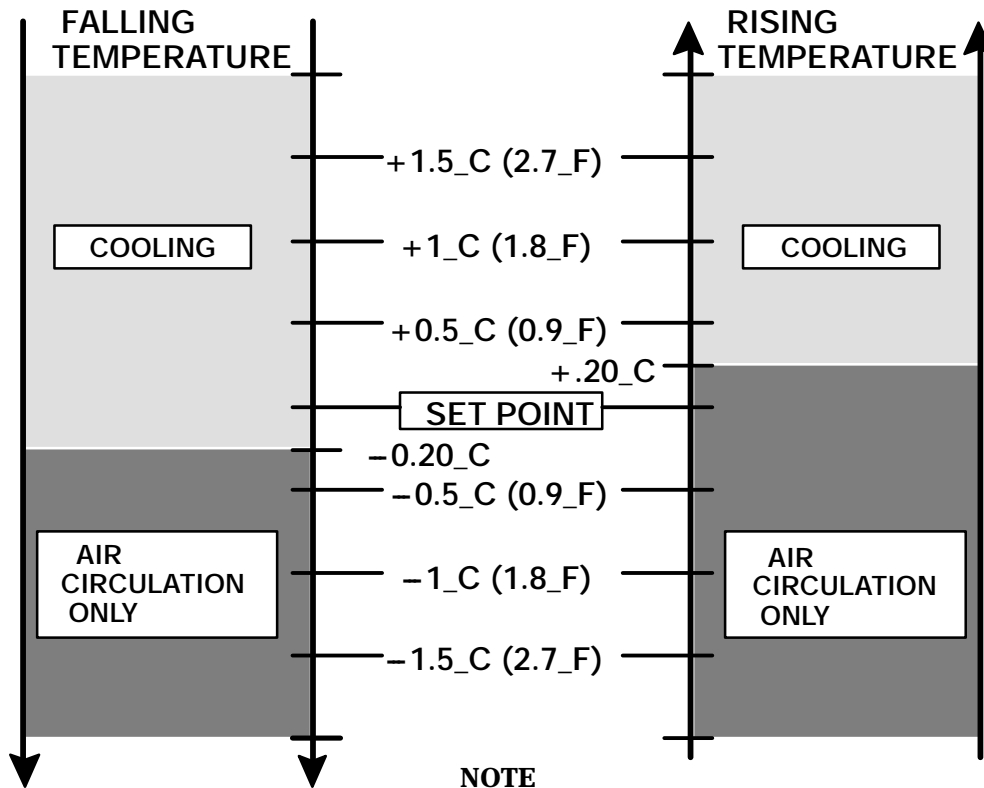 FALLING
TEMPERATURE
RISING
TEMPERATURE
+1.5_C (2.7_F)
COOLING
+1_C (1.8_F)
COOLING
+0.5_C (0.9_F)
+.20_C
SET POINT
–0.20_C
–0.5_C (0.9_F)
AIR
CIRCULATION
ONLY
–1_C (1.8_F)
AIR
CIRCULATION
ONLY
–1.5_C (2.7_F)
NOTE